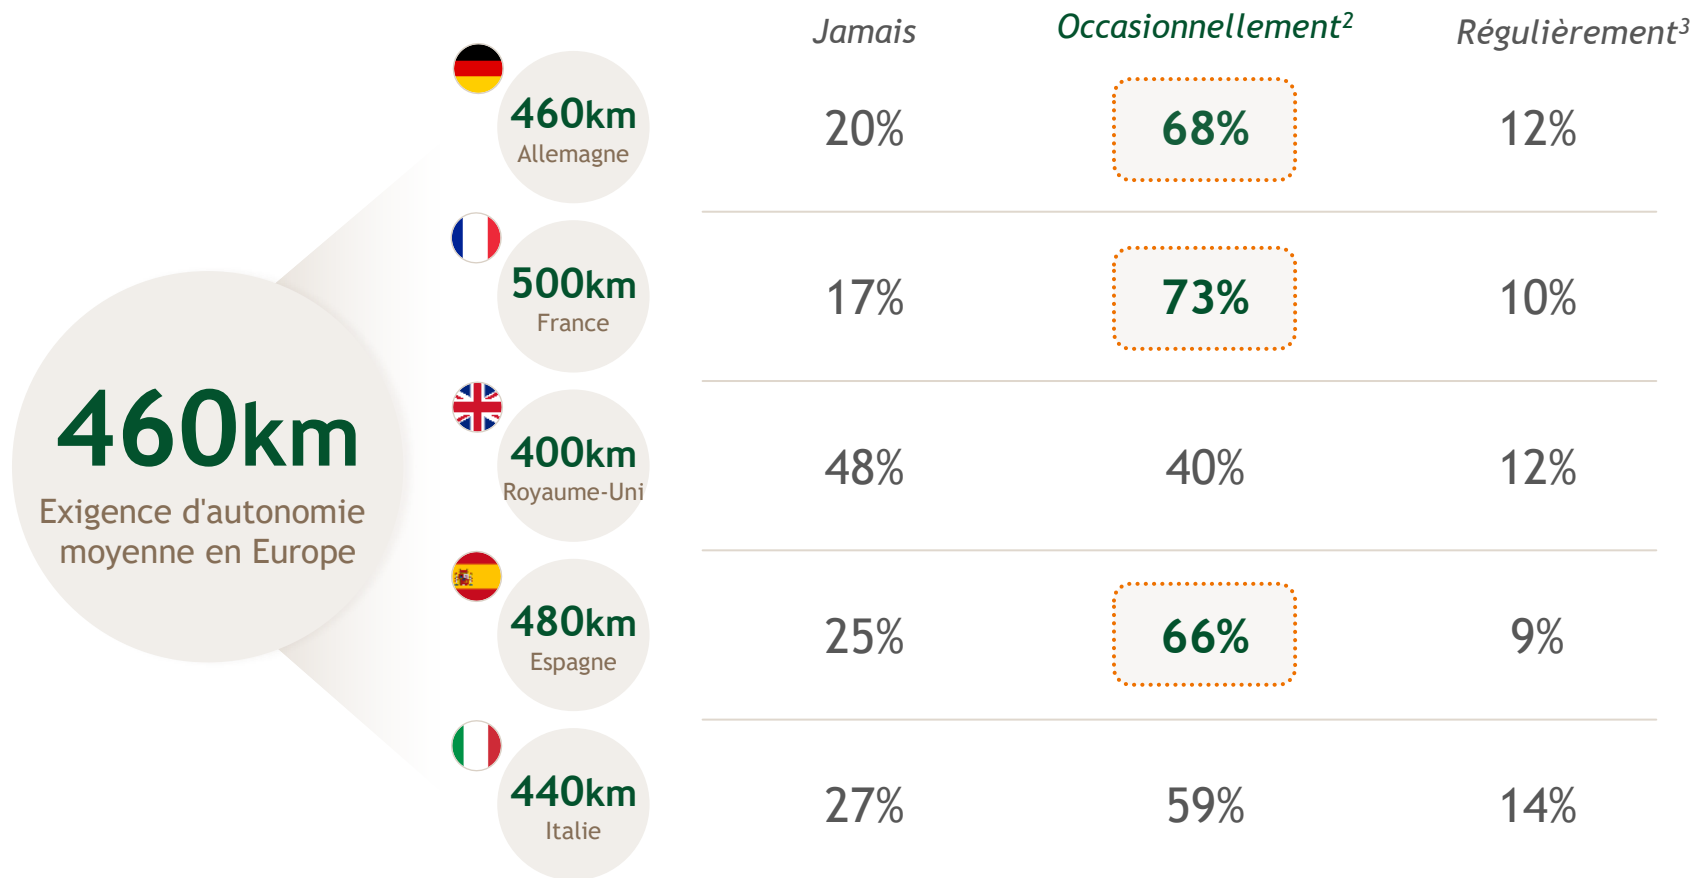 Jamais Occasionnellement² Régulièrement³
460km
Allemagne
20% 68% 12%
500km
France
17% 73% 10%
460km
Exigence d'autonomie
moyenne en Europe
400km
Royaume-Uni
48% 40% 12%
480km
Espagne
25% 66% 9%
440km
Italie
27% 59% 14%